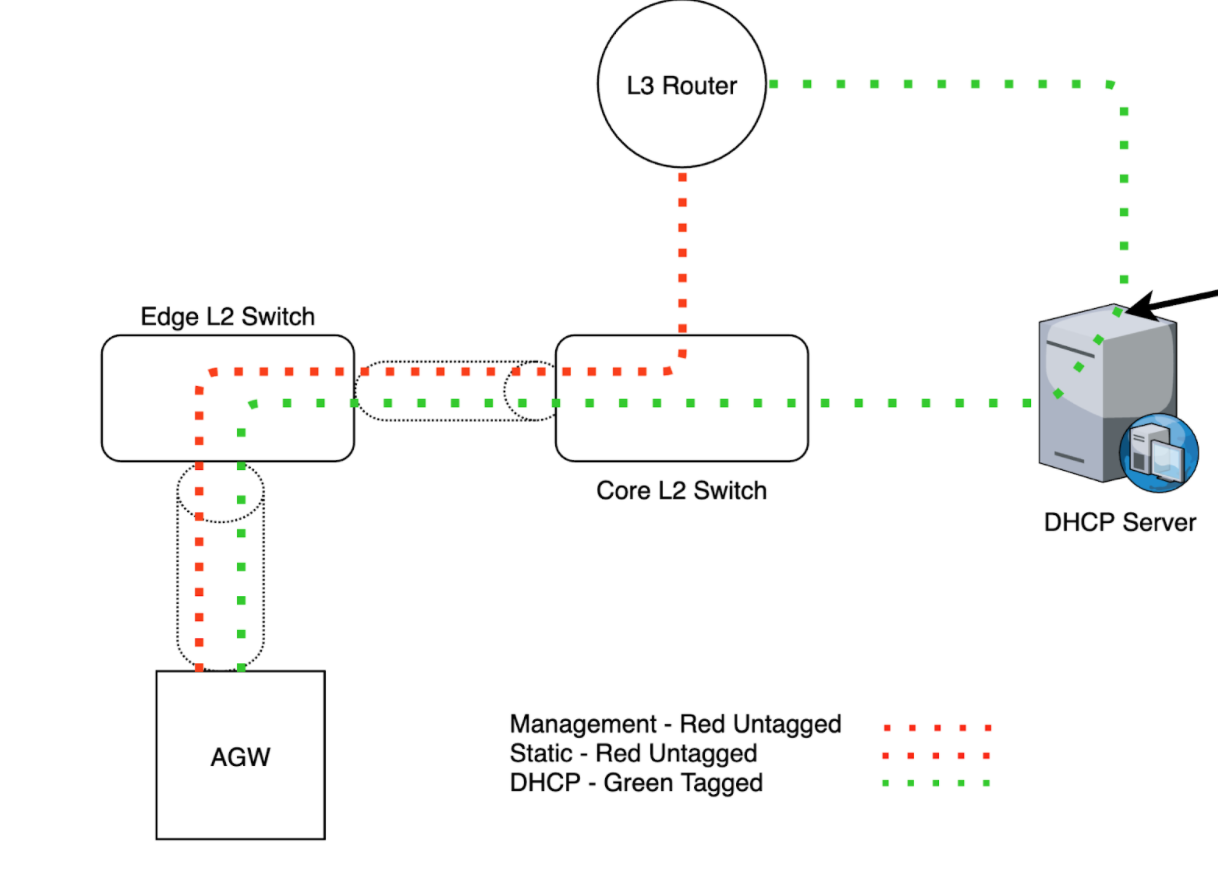 L3 Router
Edge L2 Switch
Core L2 Switch
DHCP Server
AGW
Management - Red Untagged
Static - Red Untagged
DHCP - Green Tagged